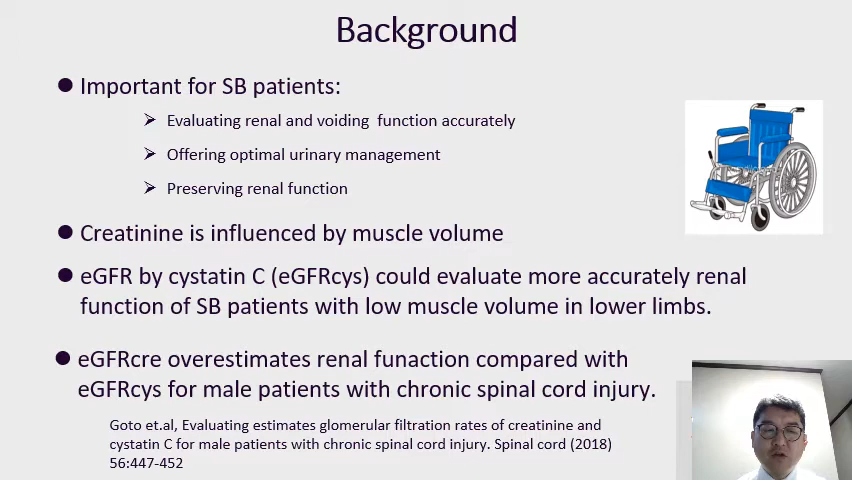 Background
Important for SB patients:
Evaluating renal and voiding function accurately
Offering optimal urinary management
Preserving renal function
Creatinine is influenced by muscle volume
eGFR by cystatin C (eGFRcys) could evaluate more accurately renal
function of SB patients with low muscle volume in lower limbs.
eGFRcre overestimates renal funaction compared with
eGFRcys for male patients with chronic spinal cord injury.
Goto et.al, Evaluating estimates glomerular filtration rates of creatinine and
cystatin C for male patients with chronic spinal cord injury. Spinal cord (2018)
56:447-452